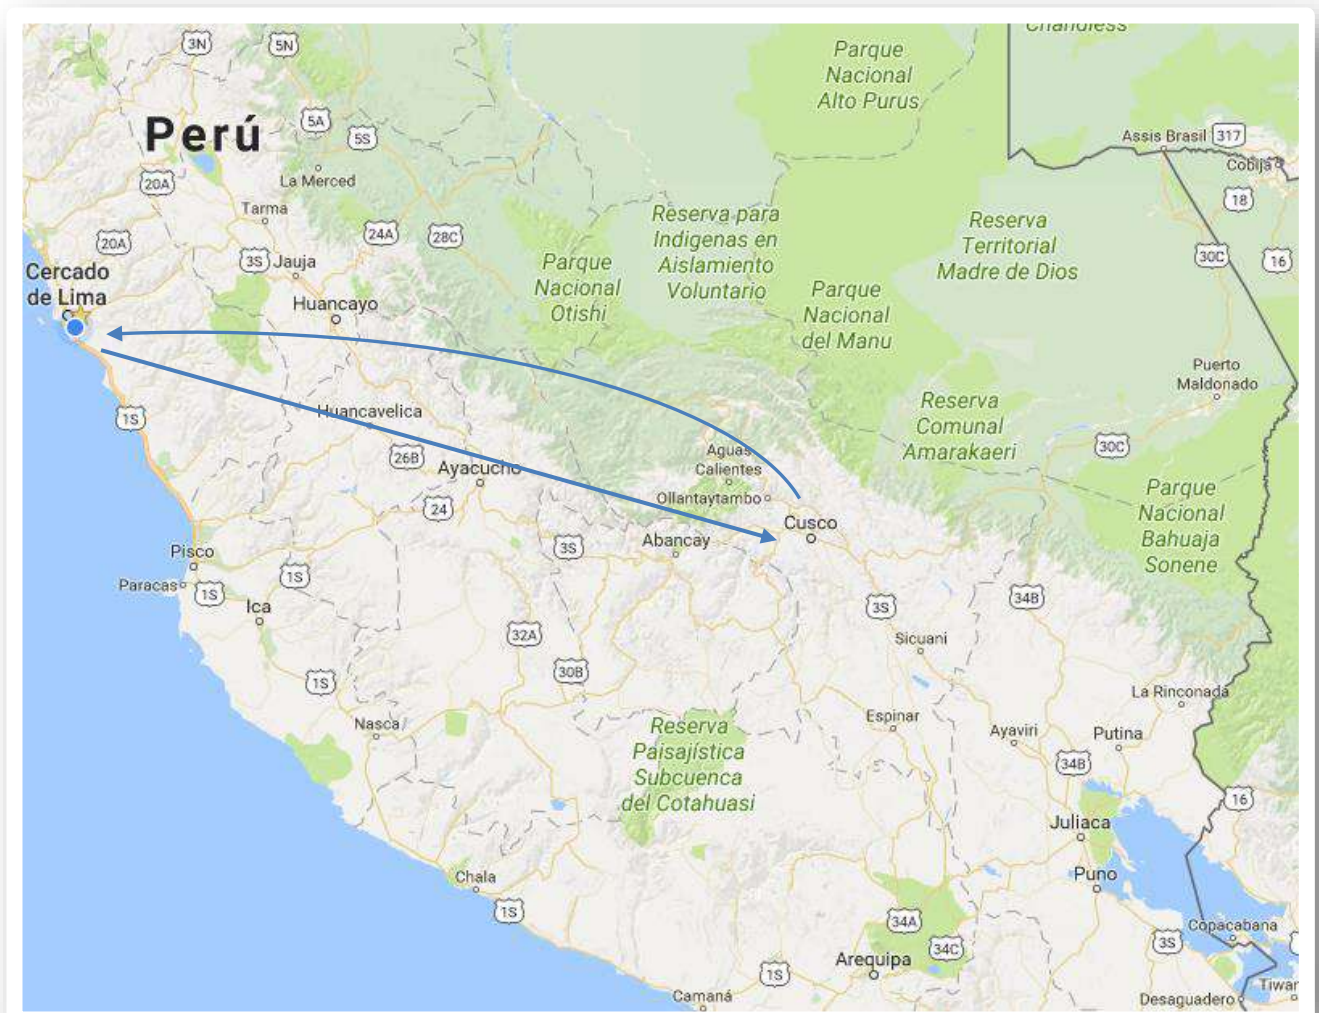 Chandless
3N
5N
Parque
Nacional
Alto Purus
Perú
5A
5S
Assis Brasil
317
Cobija
La Merced
20A
18
Tarma
Reserva para
Indigenas en
Aislamiento
Voluntario
Reserva
Territorial
Madre de Dios
24A
28C
20A
30C
16
3S
Jauja
Cercado
de Lima
Parque
Nacional
Otishi
Huancayo
Parque
Nacional
del Manu
Puerto
Maldonado
Huancavelica
1S
Reserva
Comunal
Amarakaeri
30C
26B
Ayacucho
Aguas
Calientes
Ollantaytambo
Parque
Nacional
Bahuaja
Sonene
24
Cusco
3S
Abancay
Pisco
Paracas
1S
1S
Ica
34B
3S
32A
Sicuani
30B
1S
La Rinconada
Nasca
Espinar
Ayaviri
Putina
Reserva
Paisajística
Subcuenca
del Cotahuasi
34B
16
Juliaca
Chala
Puno
1S
34A
Copacabana
34C
3S
Arequipa
1S
Camaná
Desaguadero
Tiwar